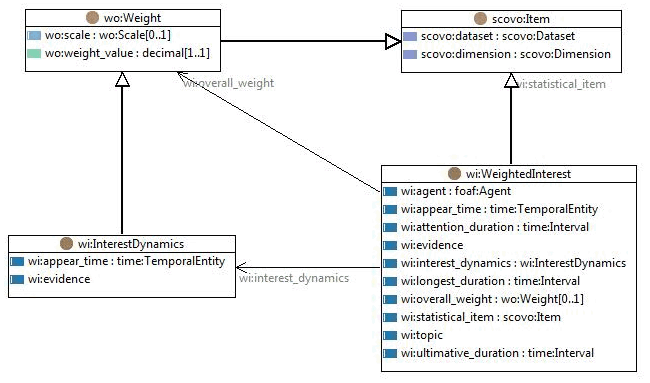 wo:Weight
wo:scale : wo:Scale[0..1]
wo:weight_value : decimal[1..1]
scovo:Item
scovo:dataset : scovo:Dataset
scovo:dimension : scovo:Dimension
wi:overall_weight
wi:statistical_item
wi:WeightedInterest
wi:agent : foaf:Agent
wi:appear_time : time:TemporalEntity
wi:attention_duration : time:Interval
wi:evidence
wi:interest_dynamics : wi:InterestDynamics
wi:longest_duration : time:Interval
wi:overall_weight : wo:Weight[0..1]
wi:statistical_item : scovo:Item
wi:topic
wi:ultimative_duration : time:Interval
wi:InterestDynamics
wi:appear_time : time:TemporalEntity
wi:evidence
wi:interest_dynamics